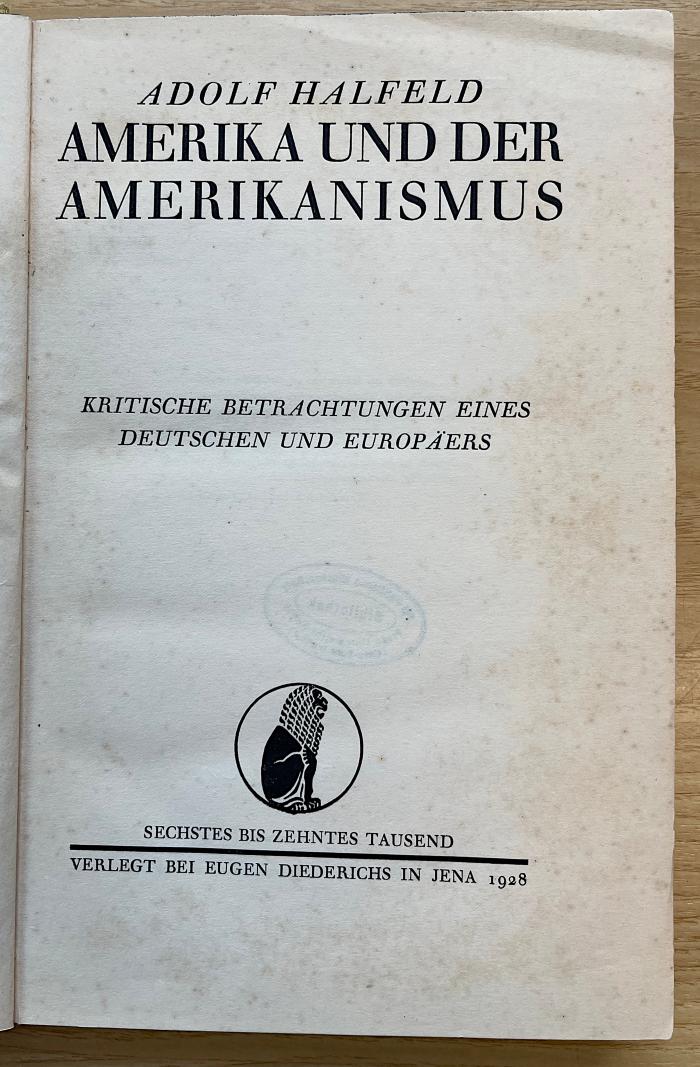 ADOLF HALFELD
AMERIKA UND DER
AMERIKANISMUS
KRITISCHE BETRACHTUNGEN EINES
DEUTSCHEN UND EUROPÄERS
Bibliothek
SECHSTES BIS ZEHNTES TAUSEND
VERLEGT BEI EUGEN DIEDERICHS IN JENA 1928